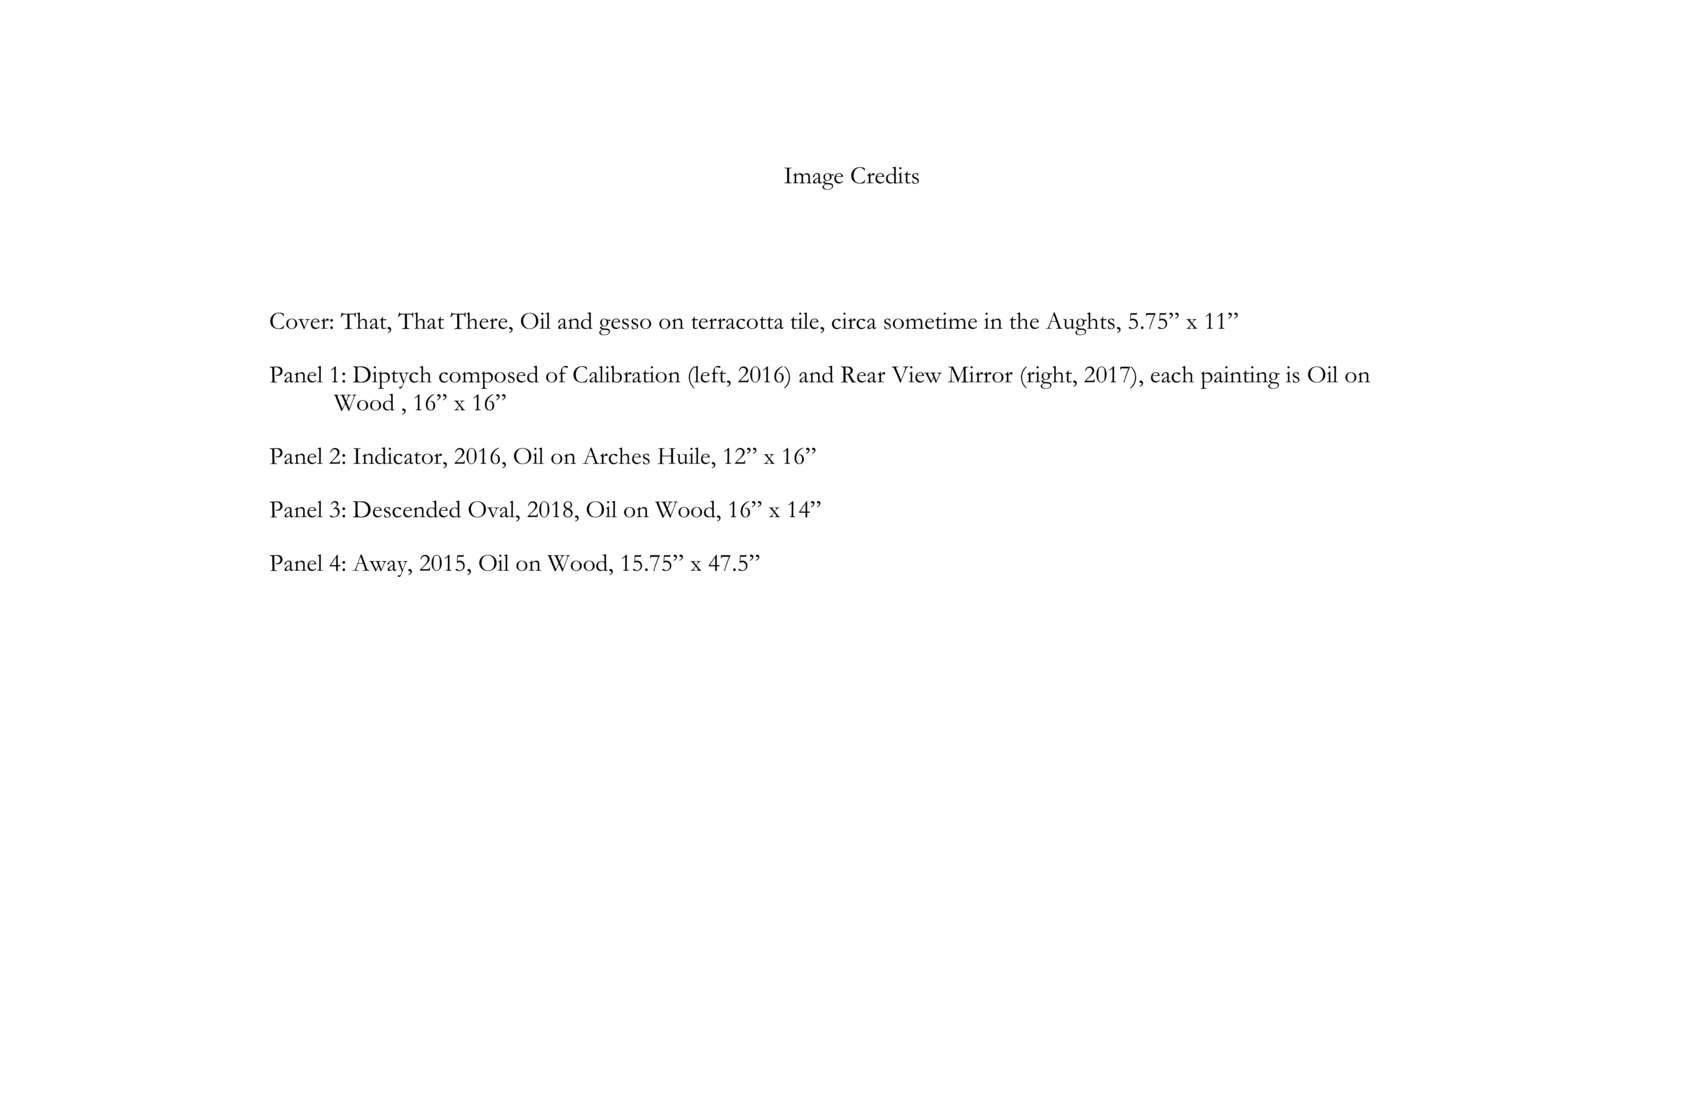 Image Credits
Cover: That, That There, Oil and gesso on terracotta tile, circa sometime in the Aughts, 5.75” x 11”
Panel 1: Diptych composed of Calibration (left, 2016) and Rear View Mirror (right, 2017), each painting is Oil on
Wood , 16” x 16”
Panel 2: Indicator, 2016, Oil on Arches Huile, 12” x 16”
Panel 3: Descended Oval, 2018, Oil on Wood, 16” x 14”
Panel 4: Away, 2015, Oil on Wood, 15.75” x 47.5”